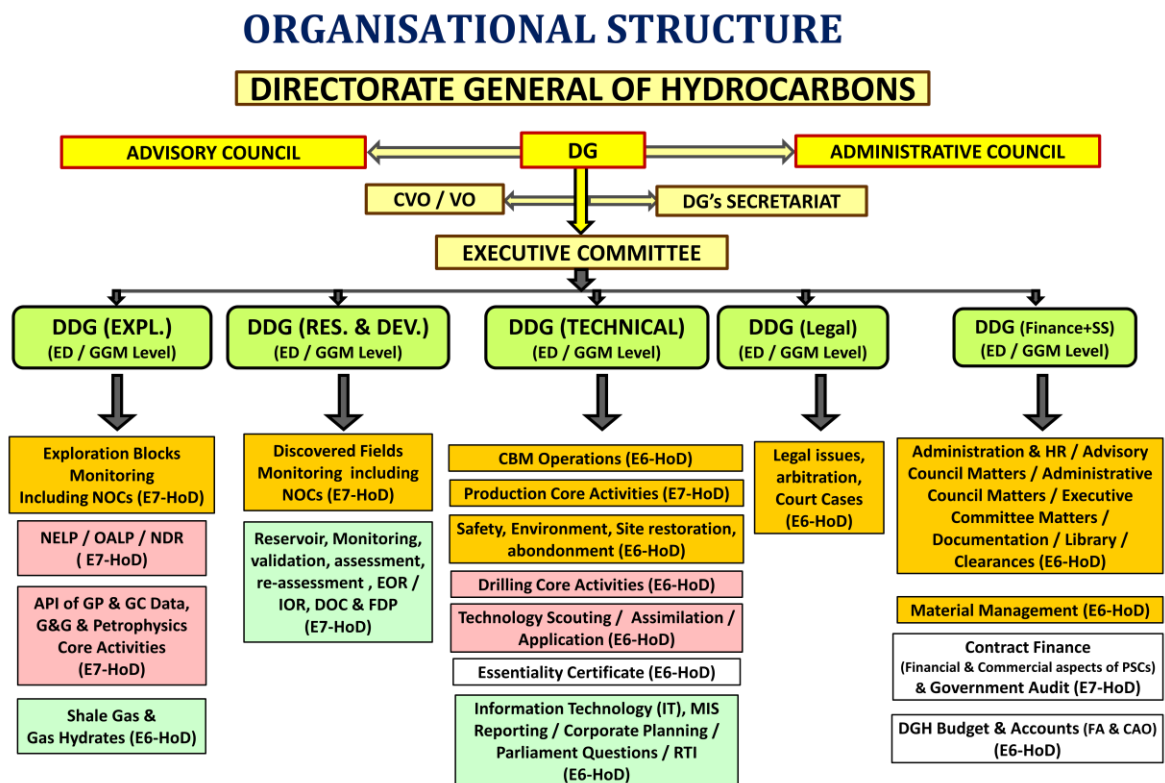 ORGANISATIONAL STRUCTURE
DIRECTORATE GENERAL OF HYDROCARBONS
ADVISORY COUNCIL
DG
ADMINISTRATIVE COUNCIL
CVO / VO
DG's SECRETARIAT
EXECUTIVE COMMITTEE
DDG (EXPL.)
(ED / GGM Level)
DDG (RES. & DEV.)
(ED / GGM Level)
DDG (TECHNICAL)
(ED / GGM Level)
DDG (Legal)
(ED / GGM Level)
DDG (Finance+SS)
(ED / GGM Level)
Exploration Blocks
Monitoring
Including NOCs (E7-HoD)
NELP / OALP / NDR
( E7-HoD)
API of GP & GC Data,
G&G & Petrophysics
Core Activities
(E7-HoD)
Shale Gas &
Gas Hydrates (E6-HoD)
Discovered Fields
Monitoring including
NOCs (E7-HoD)
Reservoir, Monitoring,
validation, assessment,
re-assessment , EOR /
IOR, DOC & FDP
(E7-HoD)
CBM Operations (E6-HoD)
Production Core Activities (E7-HoD)
Safety, Environment, Site restoration,
abondonment (E6-HoD)
Drilling Core Activities (E6-HoD)
Technology Scouting / Assimilation /
Application (E6-HoD)
Essentiality Certificate (E6-HoD)
Information Technology (IT), MIS
Reporting / Corporate Planning /
Parliament Questions / RTI
(E6-HoD)
Legal issues,
arbitration,
Court Cases
(E6-HoD)
Administration & HR / Advisory
Council Matters / Administrative
Council Matters / Executive
Committee Matters /
Documentation / Library /
Clearances (E6-HoD)
Material Management (E6-HoD)
Contract Finance
(Financial & Commercial aspects of PSCs)
& Government Audit (E7-HoD)
DGH Budget & Accounts (FA & CAO)
(E6-HoD)